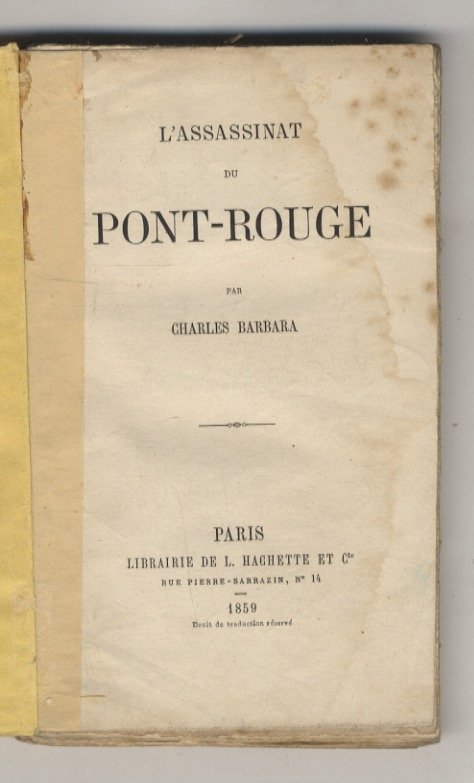 L'ASSASSINAT
DU
PONT-ROUGE
PAR
CHARLES BARBARA
PARIS
LIBRAIRIE DE L. HACHETTE ET Cie
RUE PIERRE-SARRAZIN, N° 14
1859
Droit de traduction réservé